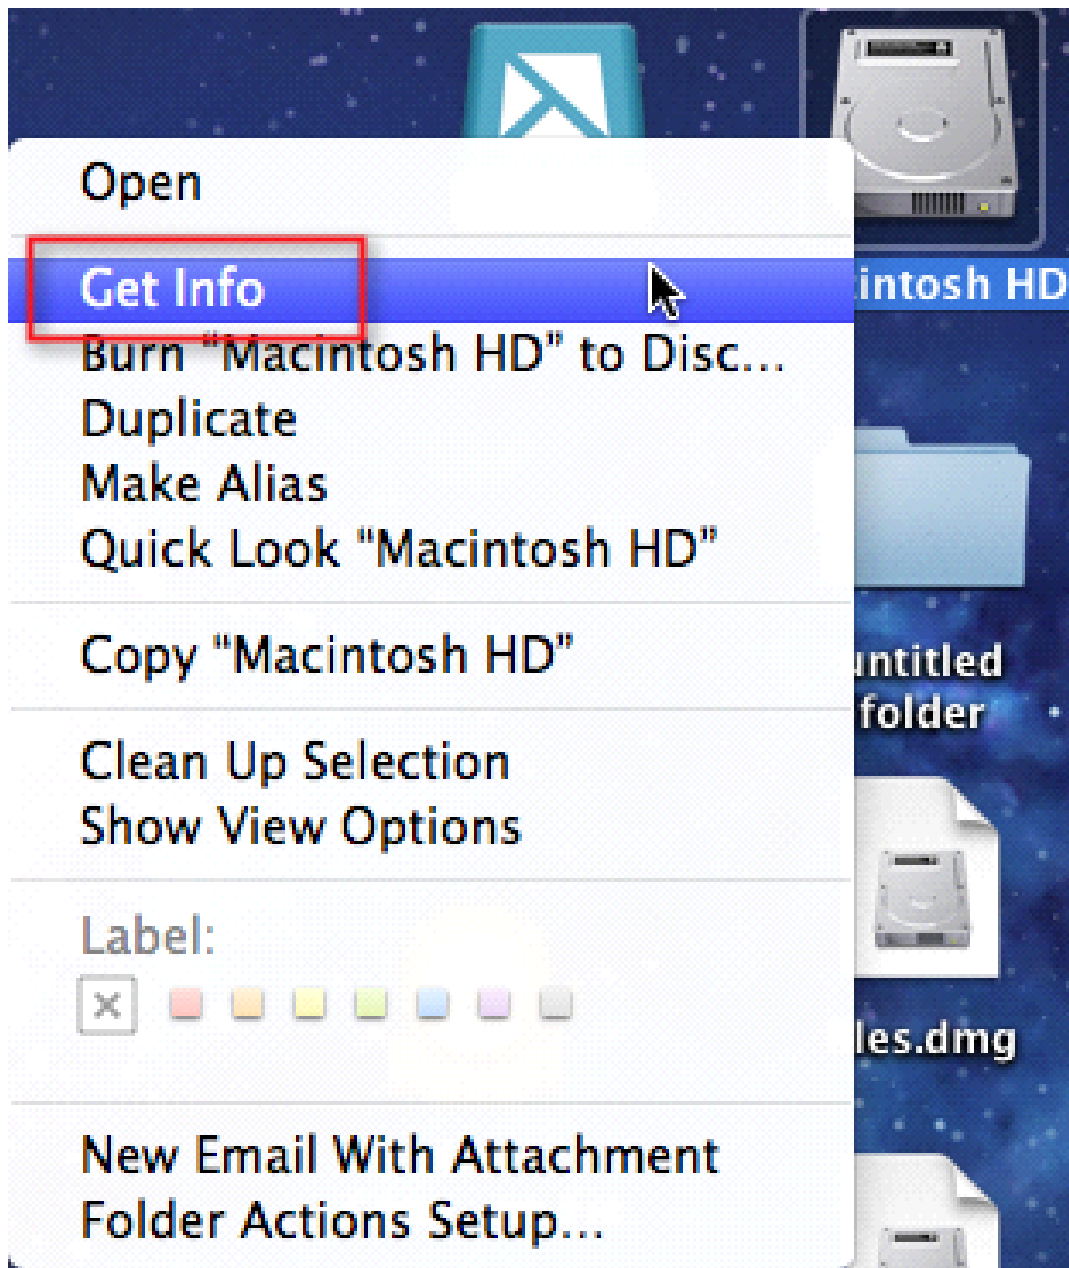 Open
Get Info
Burn “Macintosh HD” to Disc...
Duplicate
Make Alias
Quick Look “Macintosh HD”
Copy “Macintosh HD”
Clean Up Selection
Show View Options
Label:
New Email With Attachment
Folder Actions Setup...
intosh HD
untitled
folder
les.dmg